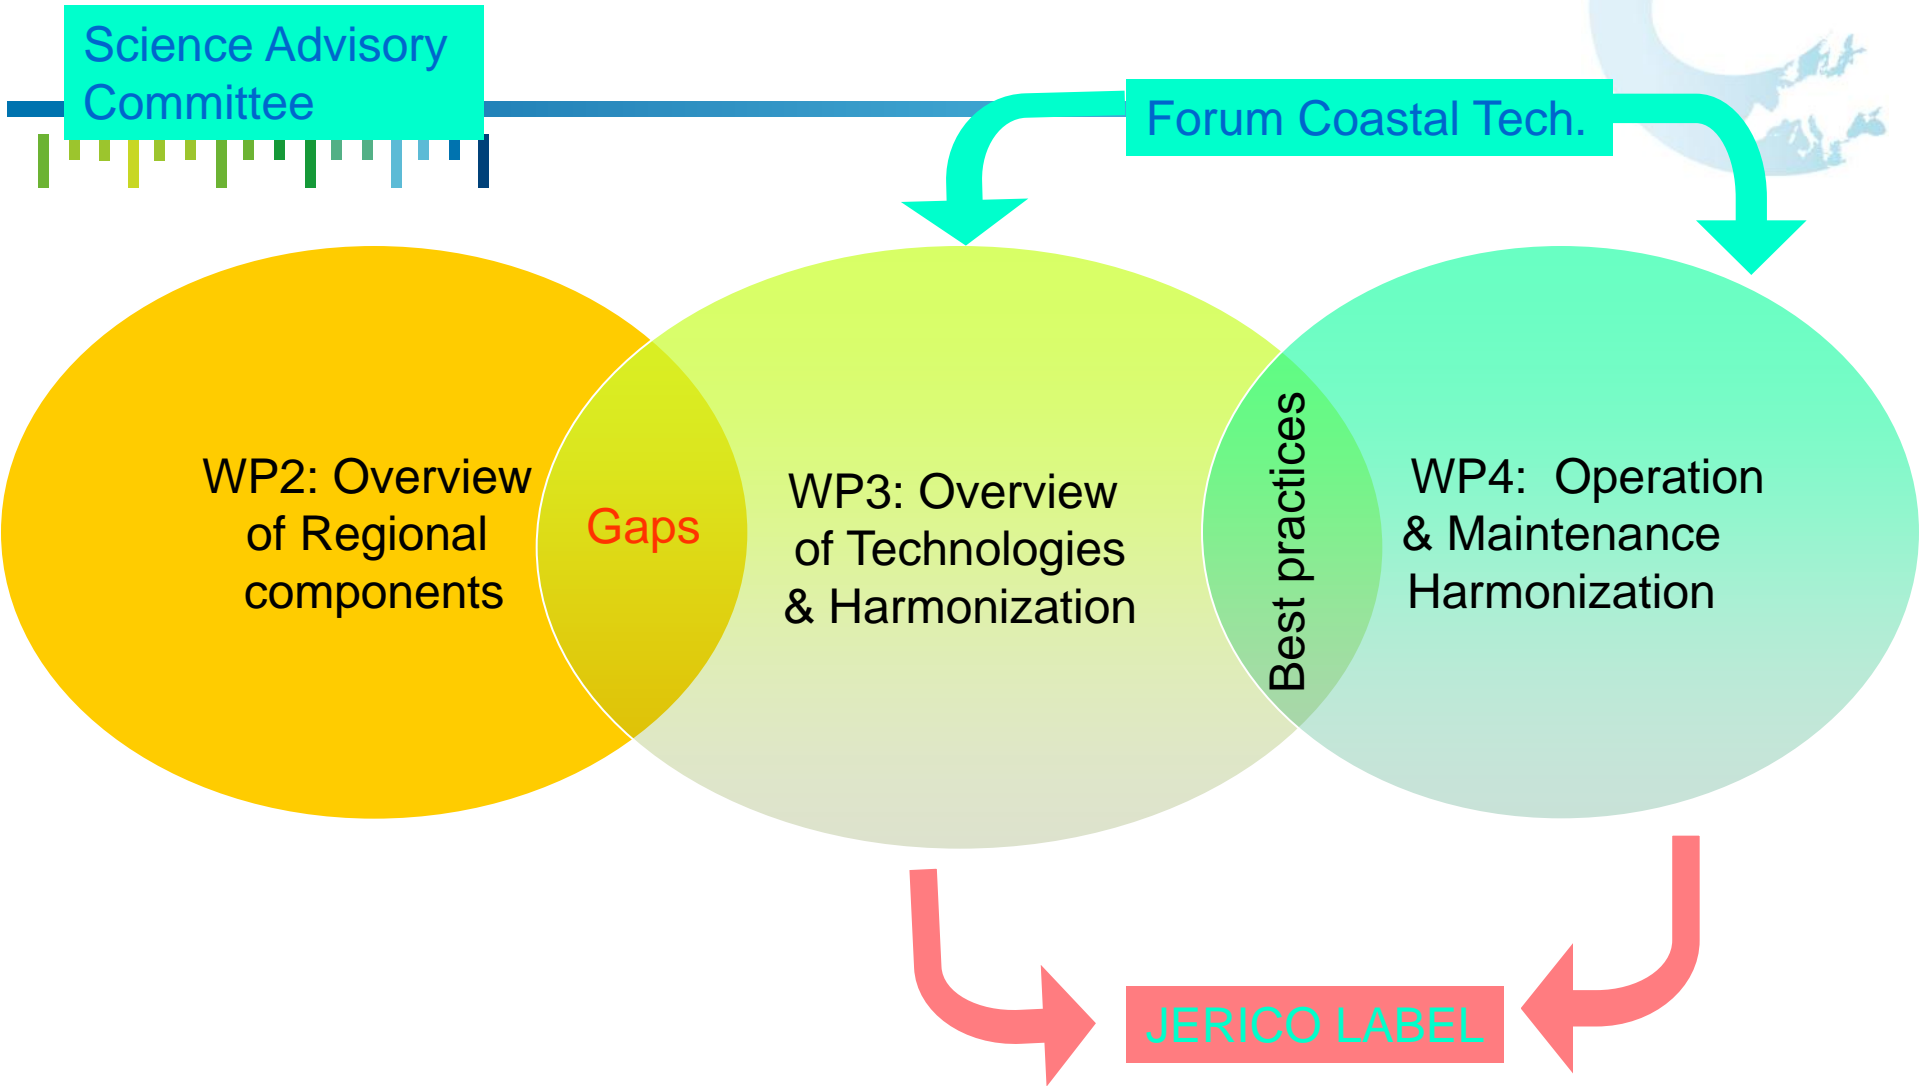 Science Advisory
Committee
Forum Coastal Tech.
WP2: Overview
of Regional
components
Gaps
WP3: Overview
of Technologies
& Harmonization
Best practices
WP4: Operation
& Maintenance
Harmonization
JERICO LABEL